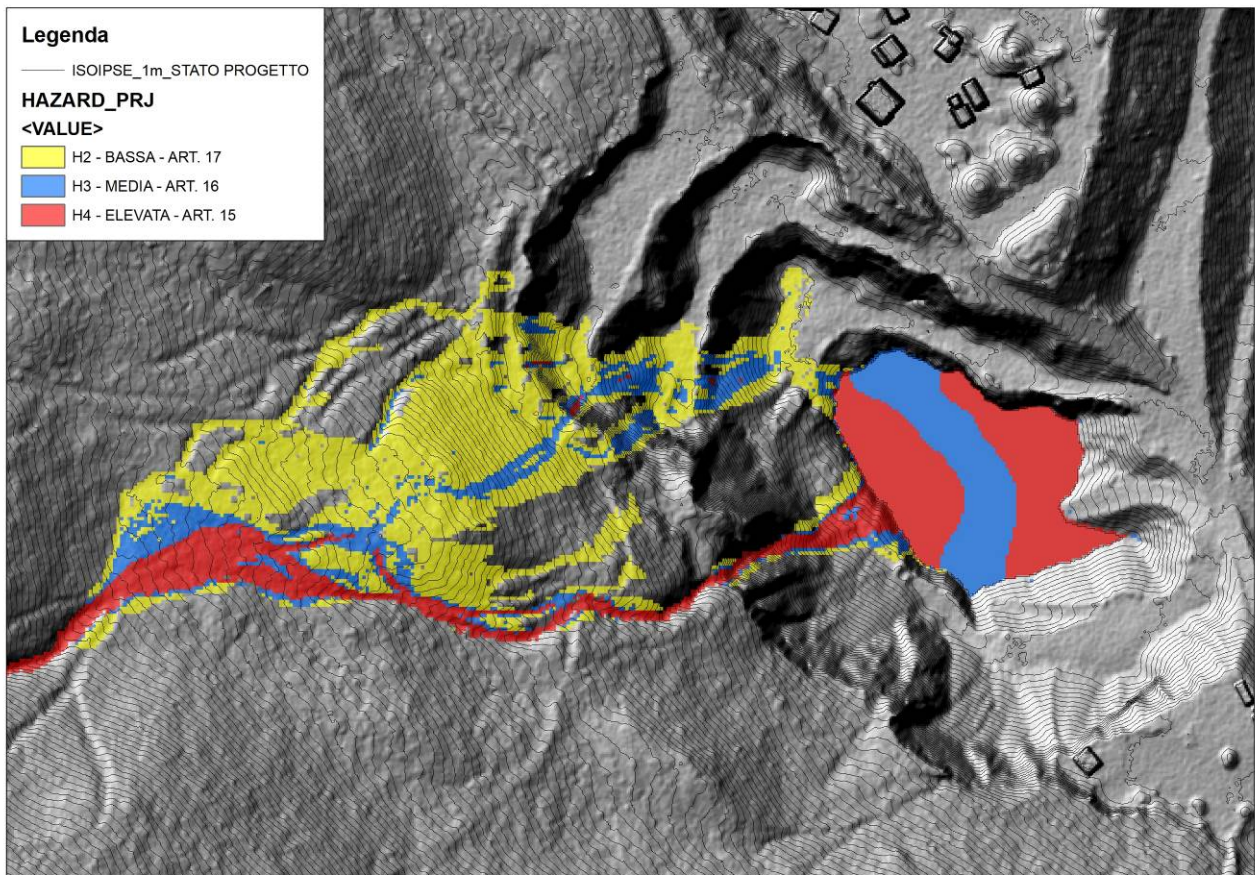 Legenda
ISOIPSE_1m_STATO PROGETTO
HAZARD_PRJ
<VALUE>
H2 - BASSA - ART. 17
H3 - MEDIA - ART. 16
H4 - ELEVATA - ART. 15